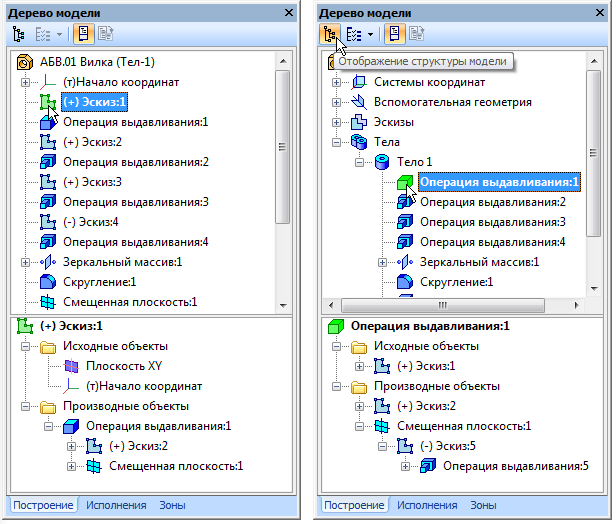 Дерево модели
АБВ.01 Вилка (Тел-1)
(т)Начало координат
(+) Эскиз:1
Операция выдавливания:1
(+) Эскиз:2
Операция выдавливания:2
(+) Эскиз:3
Операция выдавливания:3
(-) Эскиз:4
Операция выдавливания:4
Зеркальный массив:1
Скругление:1
Смещенная плоскость:1
(+) Эскиз:1
Исходные объекты
Плоскость XY
(т)Начало координат
Производные объекты
Операция выдавливания:1
(+) Эскиз:2
Смещенная плоскость:1
Построение Исполнения Зоны
Дерево модели
Отображение структуры модели
Системы координат
Вспомогательная геометрия
Эскизы
Тела
Тело 1
Операция выдавливания:1
Операция выдавливания:2
Операция выдавливания:3
Операция выдавливания:4
Зеркальный массив:1
Скругление:1
Операция выдавливания:1
Исходные объекты
(+) Эскиз:1
Производные объекты
(+) Эскиз:2
Смещенная плоскость:1
(-) Эскиз:5
Операция выдавливания:5
Построение Исполнения Зоны